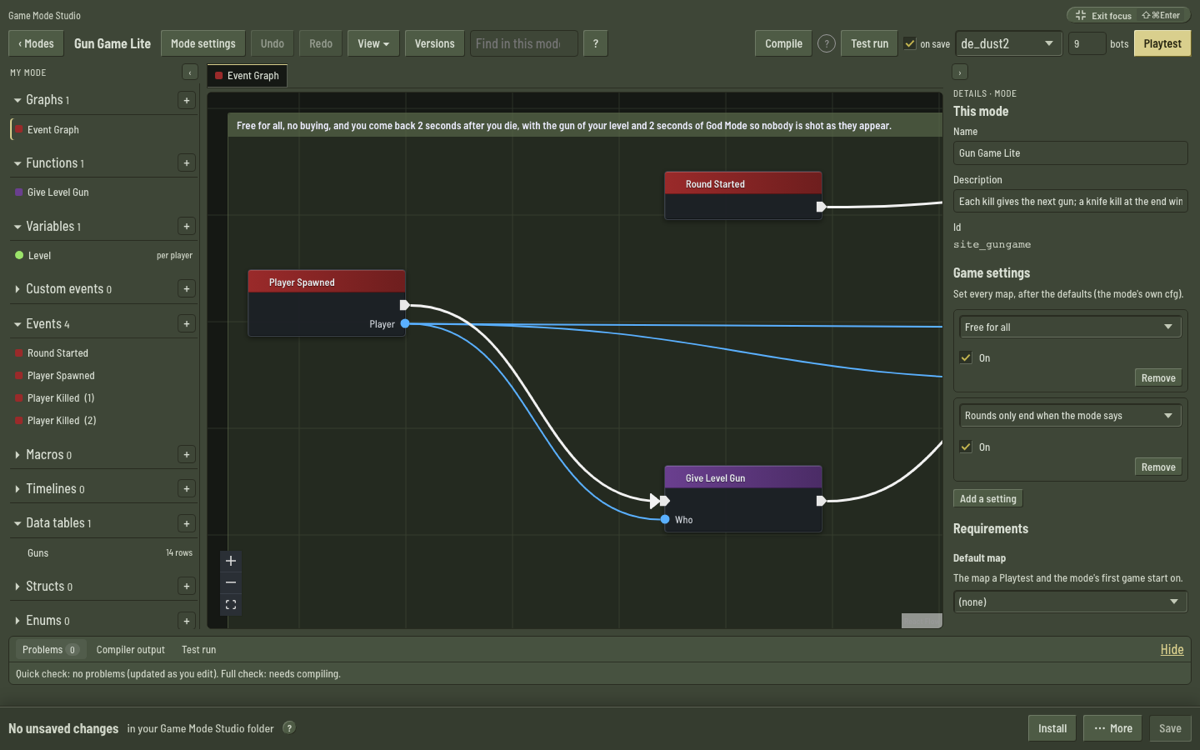 Game Mode Studio
Exit focus ⇧⌘Enter
‹ Modes
Gun Game Lite
Mode settings
Undo
Redo
View
Versions
Find in this mod
?
Compile
?
Test run
on save
de_dust2
9
bots
Playtest
MY MODE
‹
Graphs 1
+
Event Graph
Functions 1
+
Give Level Gun
Variables 1
+
Level
per player
Custom events 0
+
Events 4
+
Round Started
Player Spawned
Player Killed (1)
Player Killed (2)
Macros 0
+
Timelines 0
+
Data tables 1
+
Guns
14 rows
Structs 0
+
Enums 0
+
Event Graph
Free for all, no buying, and you come back 2 seconds after you die, with the gun of your level and 2 seconds of God Mode so nobody is shot as they appear.
Round Started
Player Spawned
Player
Give Level Gun
Who
+
−
›
DETAILS · MODE
This mode
Name
Gun Game Lite
Description
Each kill gives the next gun; a knife kill at the end win
Id
site_gungame
Game settings
Set every map, after the defaults (the mode's own cfg).
Free for all
On
Remove
Rounds only end when the mode says
On
Remove
Add a setting
Requirements
Default map
The map a Playtest and the mode's first game start on.
(none)
Problems 0
Compiler output
Test run
Hide
Quick check: no problems (updated as you edit). Full check: needs compiling.
No unsaved changes in your Game Mode Studio folder ?
Install
··· More
Save